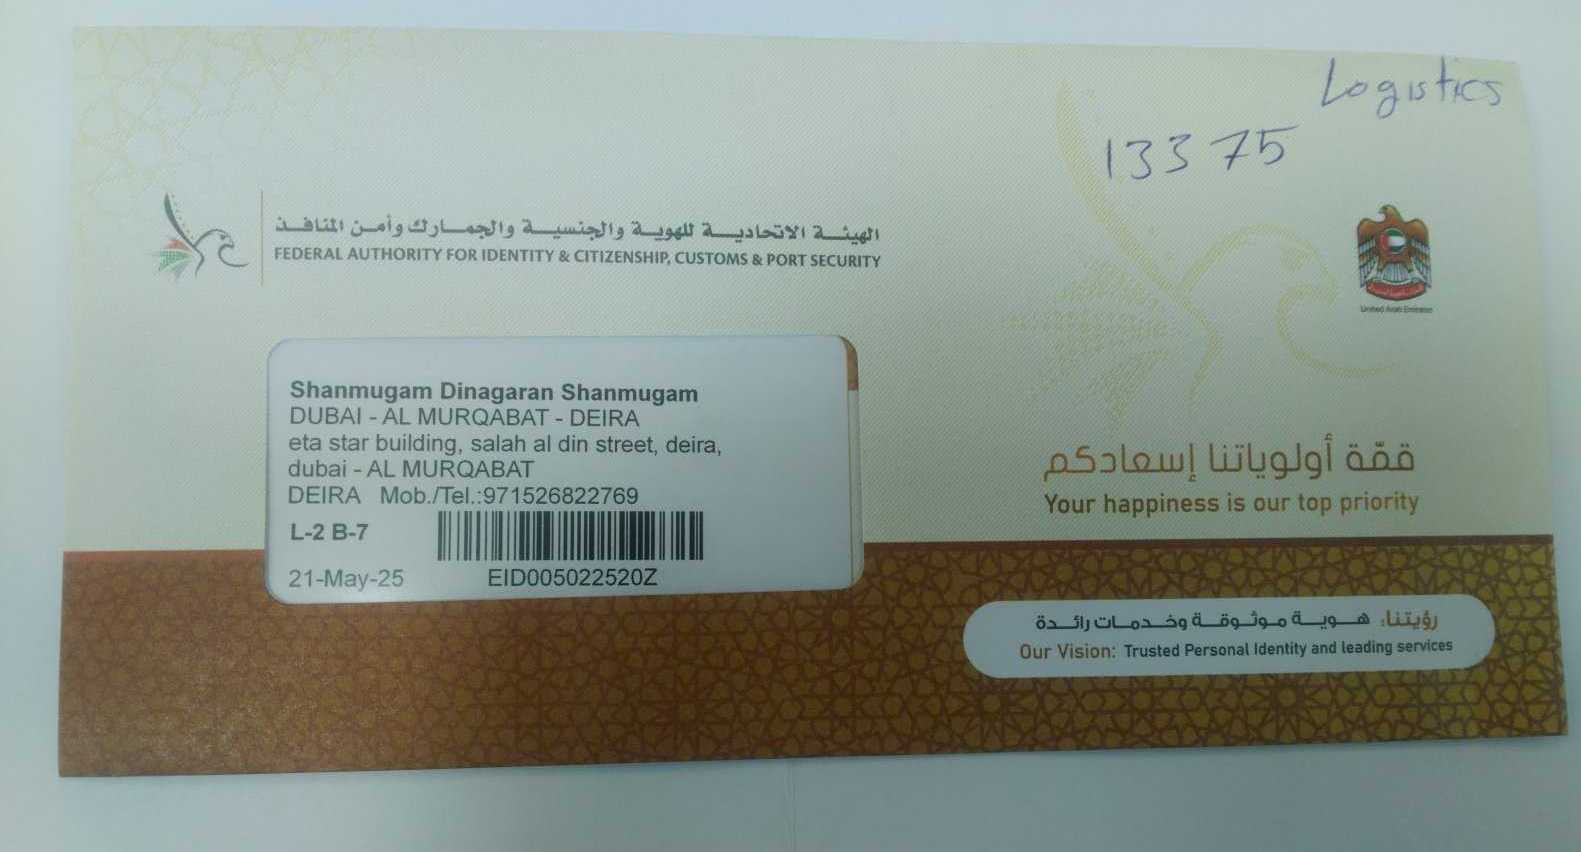 Logistics
13375
الهيئة الاتحادية للهوية والجنسية والجمارك وأمن المنافذ
FEDERAL AUTHORITY FOR IDENTITY & CITIZENSHIP, CUSTOMS & PORT SECURITY
United Arab Emirates
Shanmugam Dinagaran Shanmugam
DUBAI - AL MURQABAT - DEIRA
eta star building, salah al din street, deira,
dubai - AL MURQABAT
DEIRA Mob./Tel.:971526822769
L-2 B-7
21-May-25 EID005022520Z
قمّة أولوياتنا إسعادكم
Your happiness is our top priority
رؤيتنا: هوية موثوقة وخدمات رائدة
Our Vision: Trusted Personal Identity and leading services